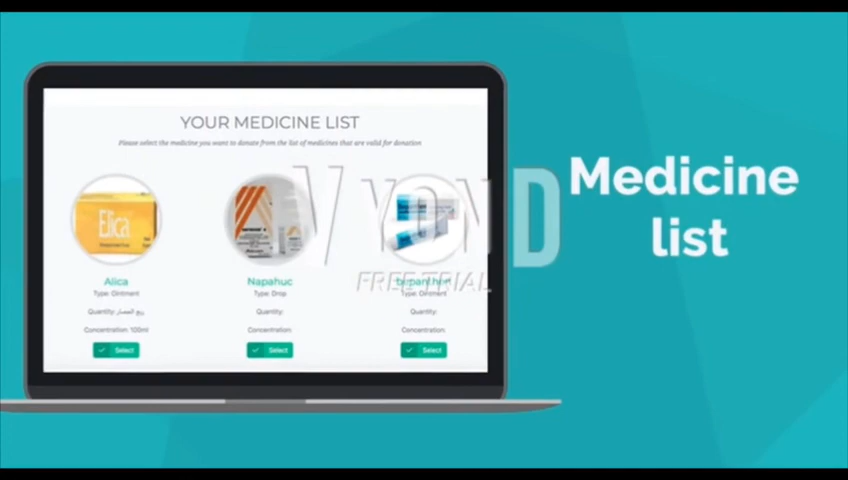 YOUR MEDICINE LIST
Please select the medicine you want to donate from the list of medicines that are valid for donation
Elica
Alica
Type: Ointment
Quantity:
Concentration: 100ml
Select
Napahuc
Type: Drop
Quantity:
Concentration:
Select
Type: Ointment
Quantity:
Concentration:
Select
VYOND
FREE TRIAL
Medicine
list